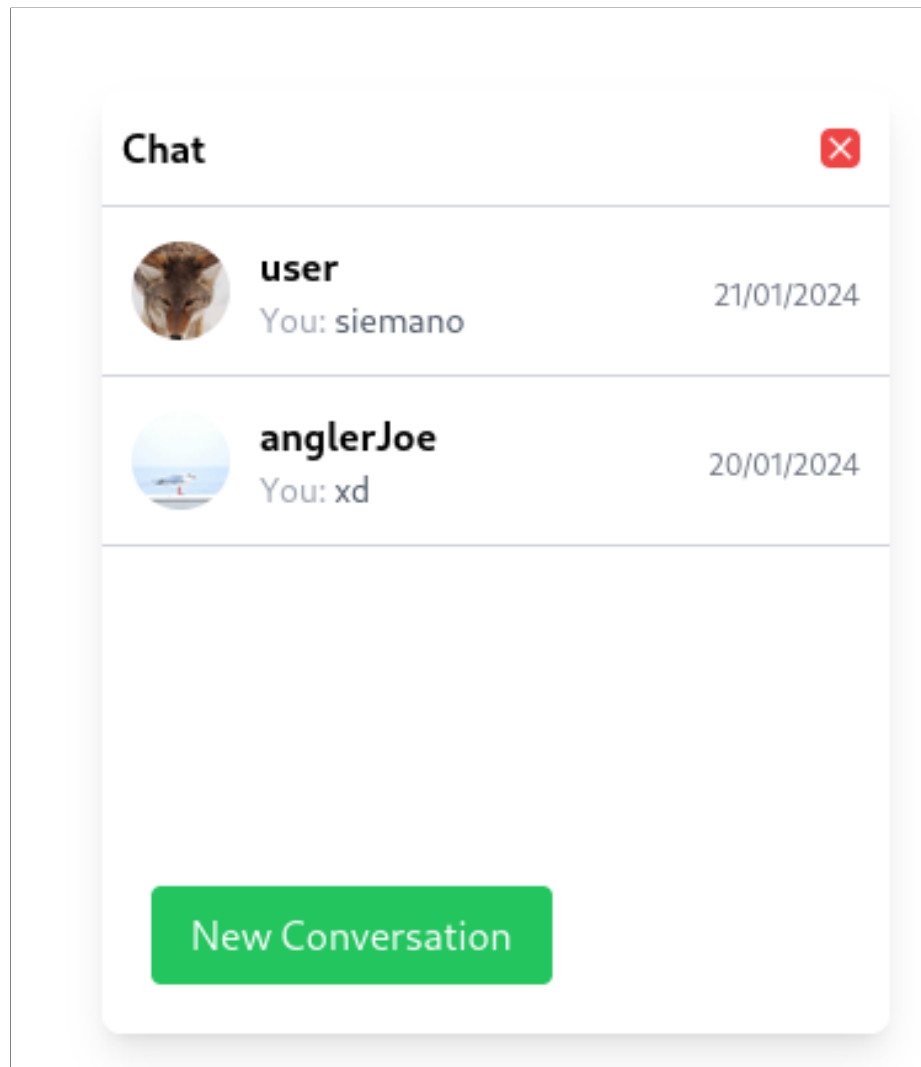 Chat
user
You: siemano
21/01/2024
anglerJoe
You: xd
20/01/2024
New Conversation